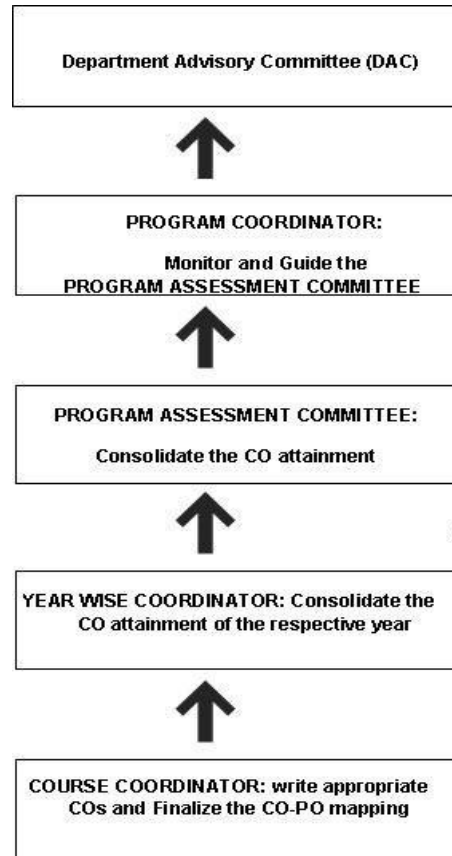 Department Advisory Committee (DAC)
PROGRAM COORDINATOR:
Monitor and Guide the
PROGRAM ASSESSMENT COMMITTEE
PROGRAM ASSESSMENT COMMITTEE:
Consolidate the CO attainment
YEAR WISE COORDINATOR: Consolidate the
CO attainment of the respective year
COURSE COORDINATOR: write appropriate
COs and Finalize the CO-PO mapping